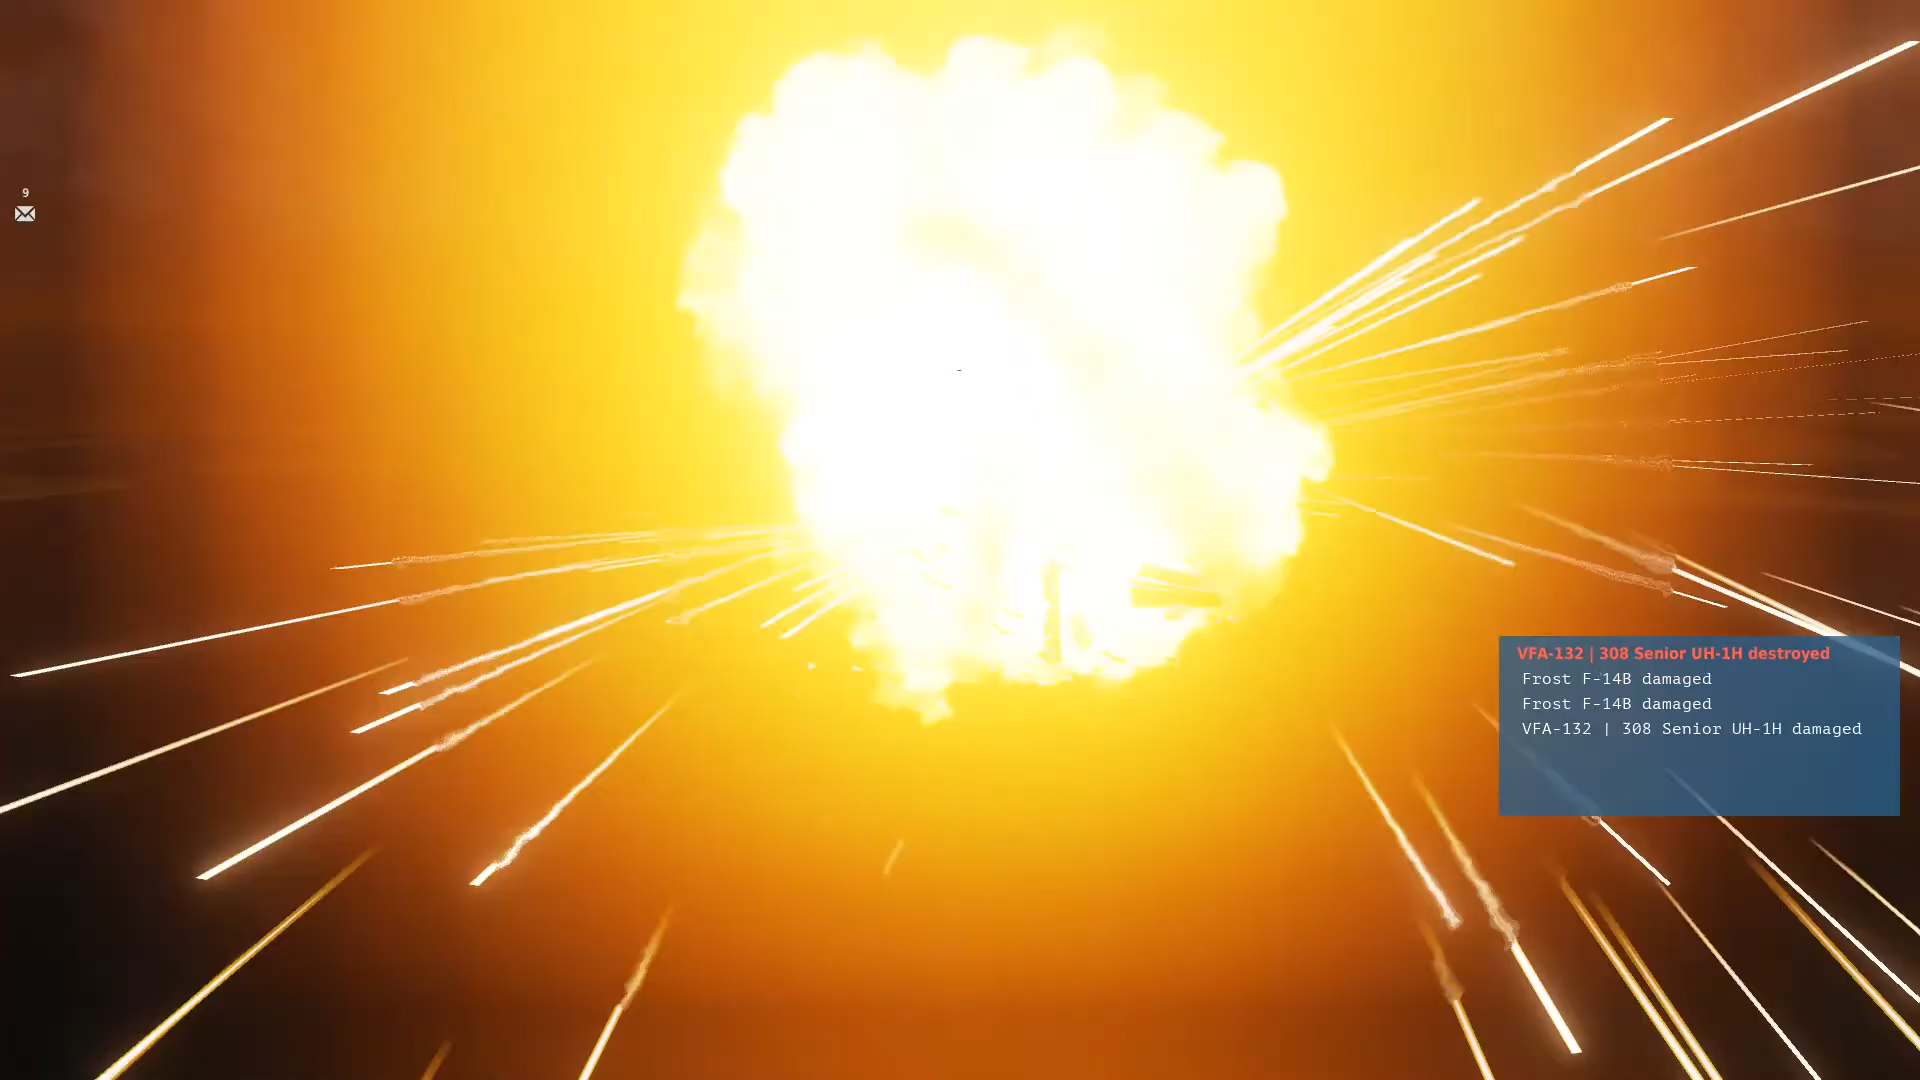 9
VFA-132 | 308 Senior UH-1H destroyed
Frost F-14B damaged
Frost F-14B damaged
VFA-132 | 308 Senior UH-1H damaged